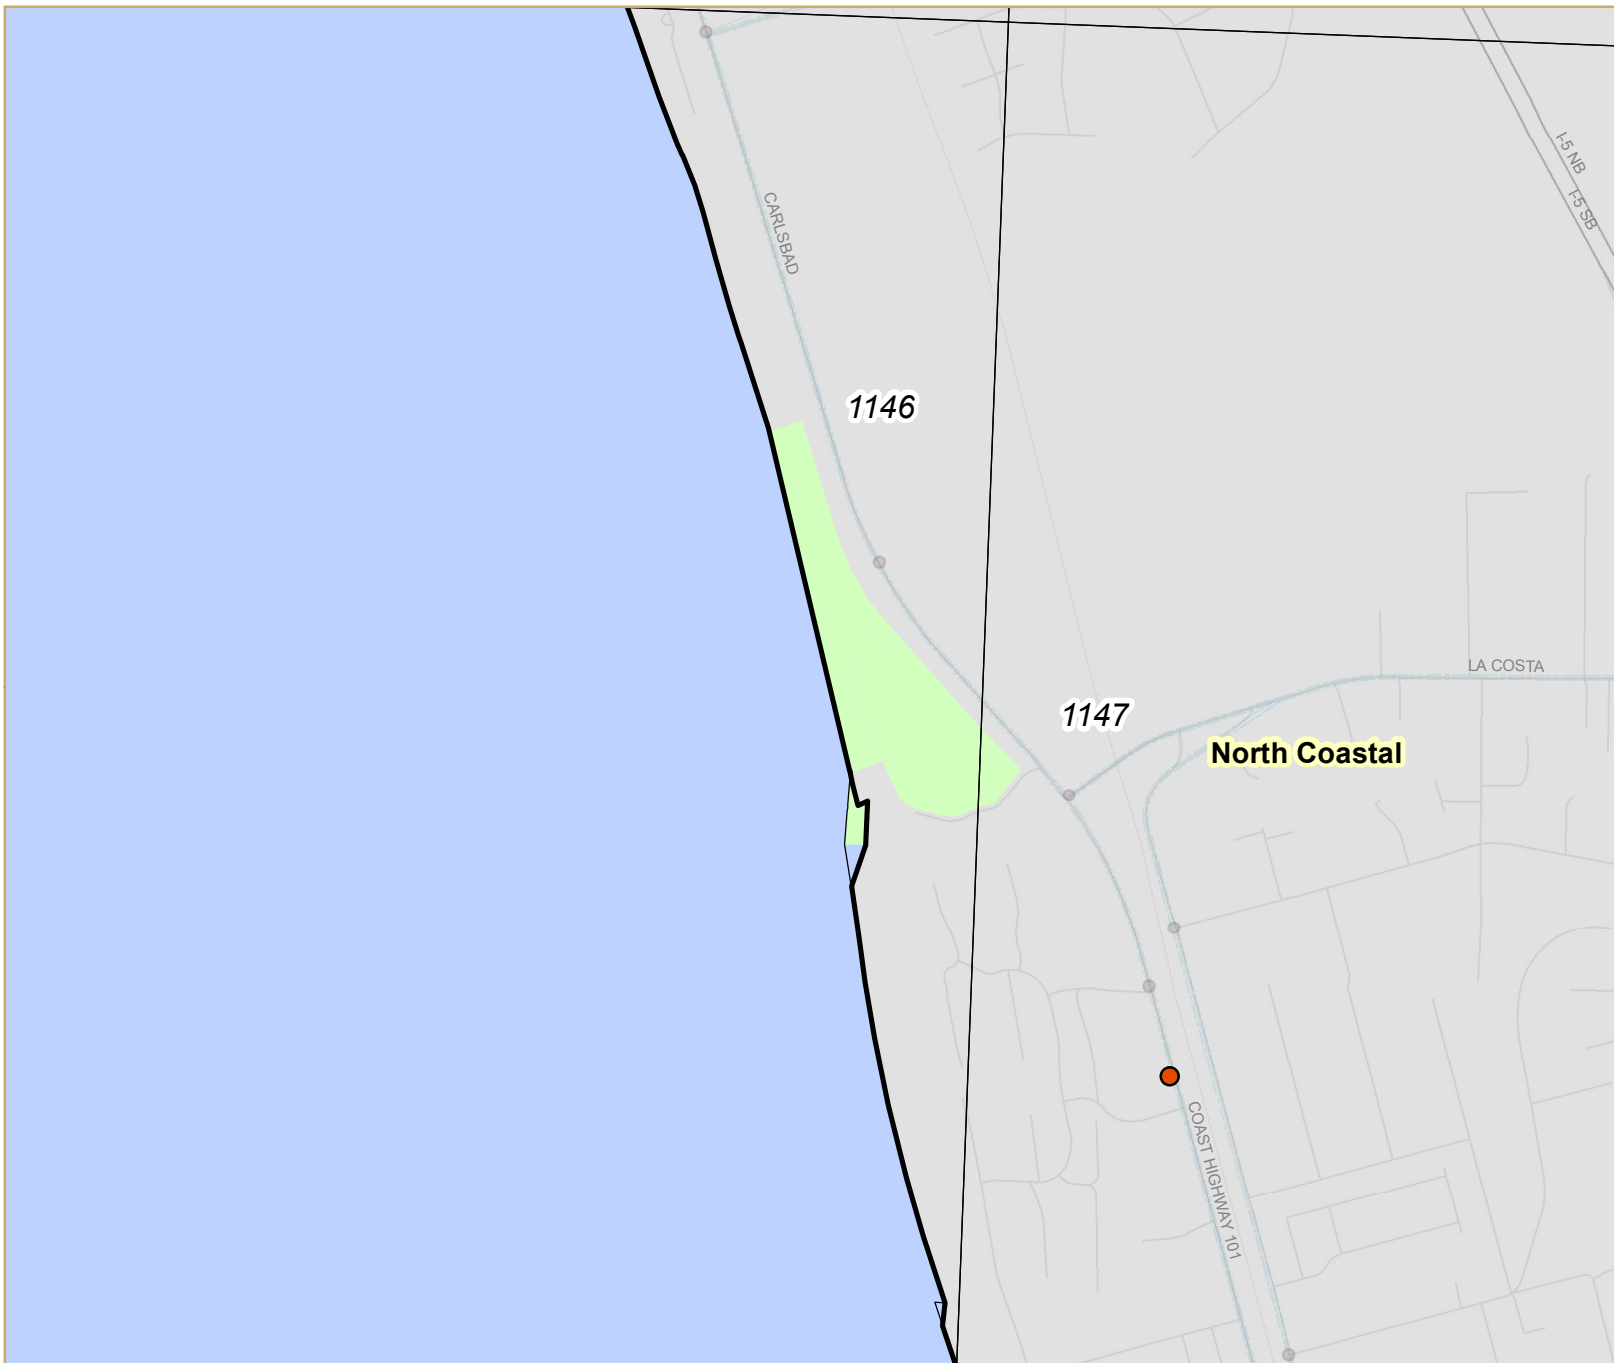 I-5 NB
I-5 SB
CARLSBAD
1146
LA COSTA
1147
North Coastal
COAST HIGHWAY 101